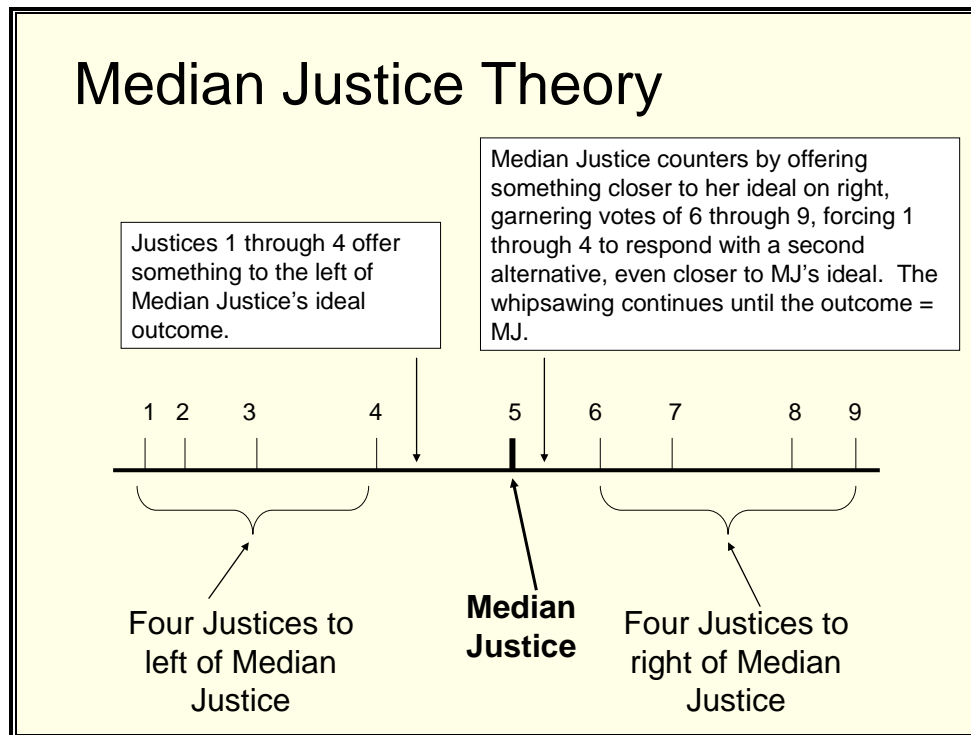 Median Justice Theory
Justices 1 through 4 offer
something to the left of
Median Justice’s ideal
outcome.
Median Justice counters by offering
something closer to her ideal on right,
garnering votes of 6 through 9, forcing 1
through 4 to respond with a second
alternative, even closer to MJ’s ideal.  The
whipsawing continues until the outcome =
MJ.
1 2 3 4 5 6 7 8 9
Four Justices to
left of Median
Justice
Median
Justice
Four Justices to
right of Median
Justice